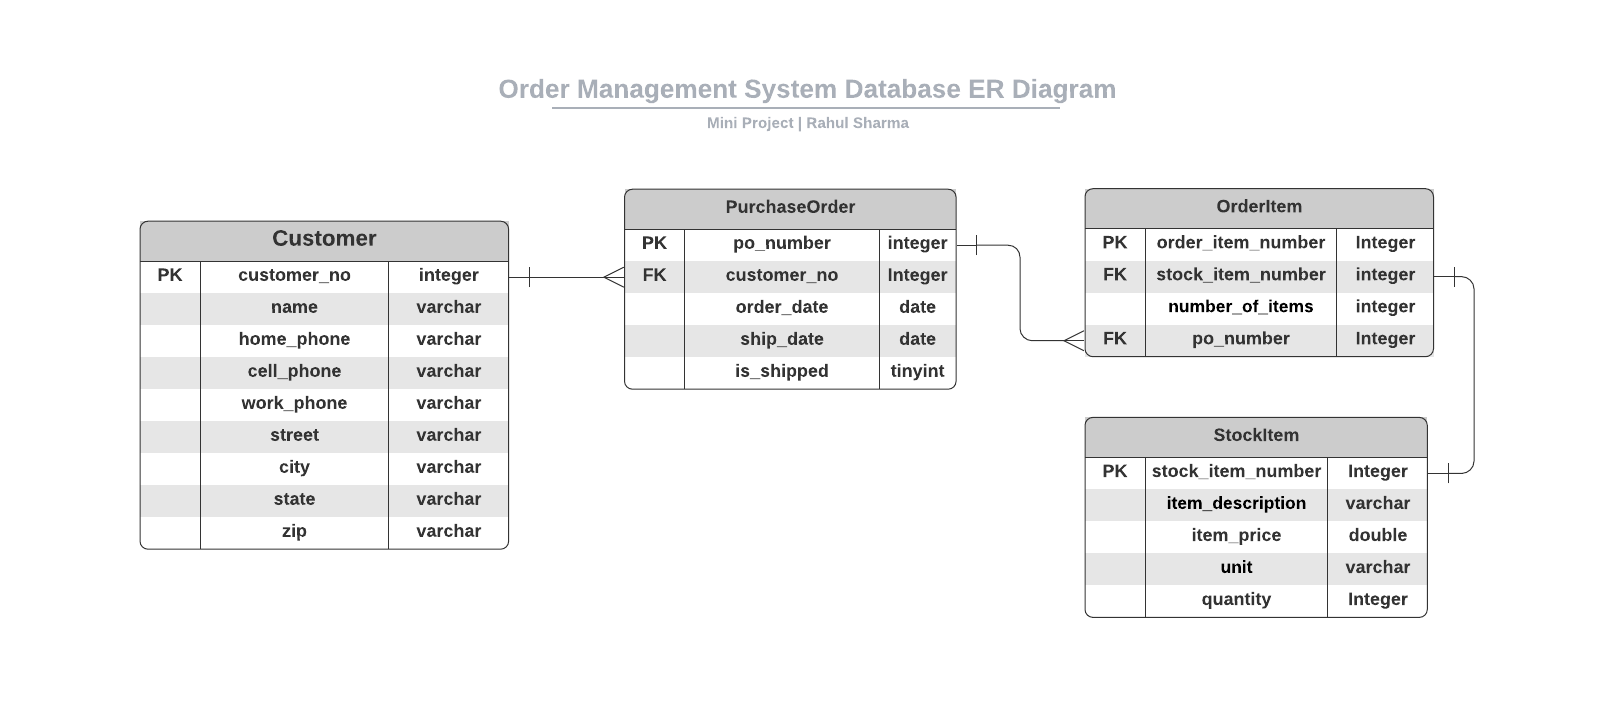 Order Management System Database ER Diagram
Mini Project | Rahul Sharma
Customer
PK customer_no integer
name varchar
home_phone varchar
cell_phone varchar
work_phone varchar
street varchar
city varchar
state varchar
zip varchar
PurchaseOrder
PK po_number integer
FK customer_no Integer
order_date date
ship_date date
is_shipped tinyint
OrderItem
PK order_item_number Integer
FK stock_item_number integer
number_of_items integer
FK po_number Integer
StockItem
PK stock_item_number Integer
item_description varchar
item_price double
unit varchar
quantity Integer